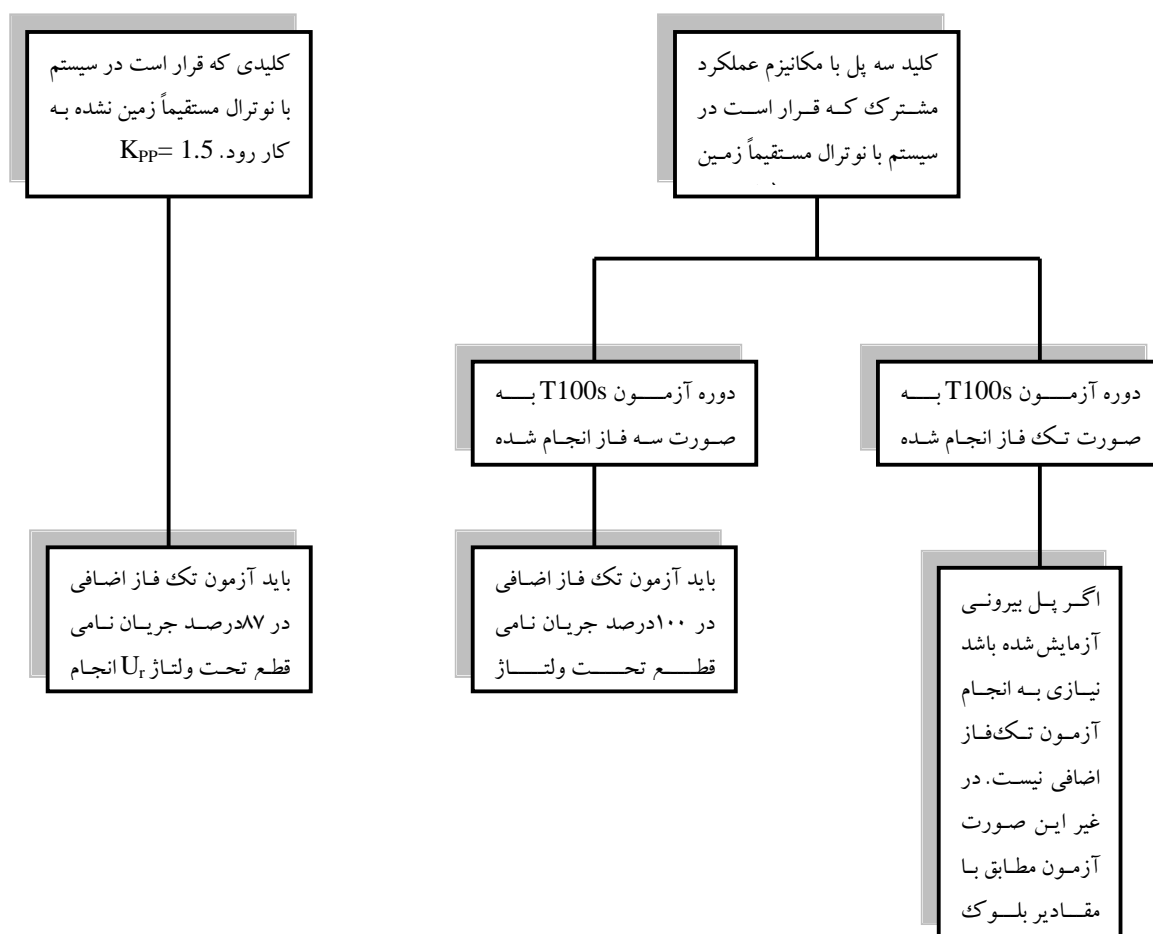 کلید سه پل با مکانیزم عملکرد
مشترک که قرار است در
سیستم با نوترال مستقیماً زمین
کلیدی که قرار است در سیستم
با نوترال مستقیماً زمین نشده به
کار رود. KPP= 1.5
دوره آزمون T100s به
صورت تک فاز انجام شده
دوره آزمون T100s به
صورت سه فاز انجام شده
اگر پل بیرونی
آزمایش‌شده باشد
نیازی به انجام
آزمون تک‌فاز
اضافی نیست. در
غیر این صورت
آزمون مطابق با
مقادیر بلوک
باید آزمون تک فاز اضافی
در ۱۰۰درصد جریان نامی
قطع تحت ولتاژ
باید آزمون تک فاز اضافی
در ۸۷درصد جریان نامی
قطع تحت ولتاژ Ur انجام